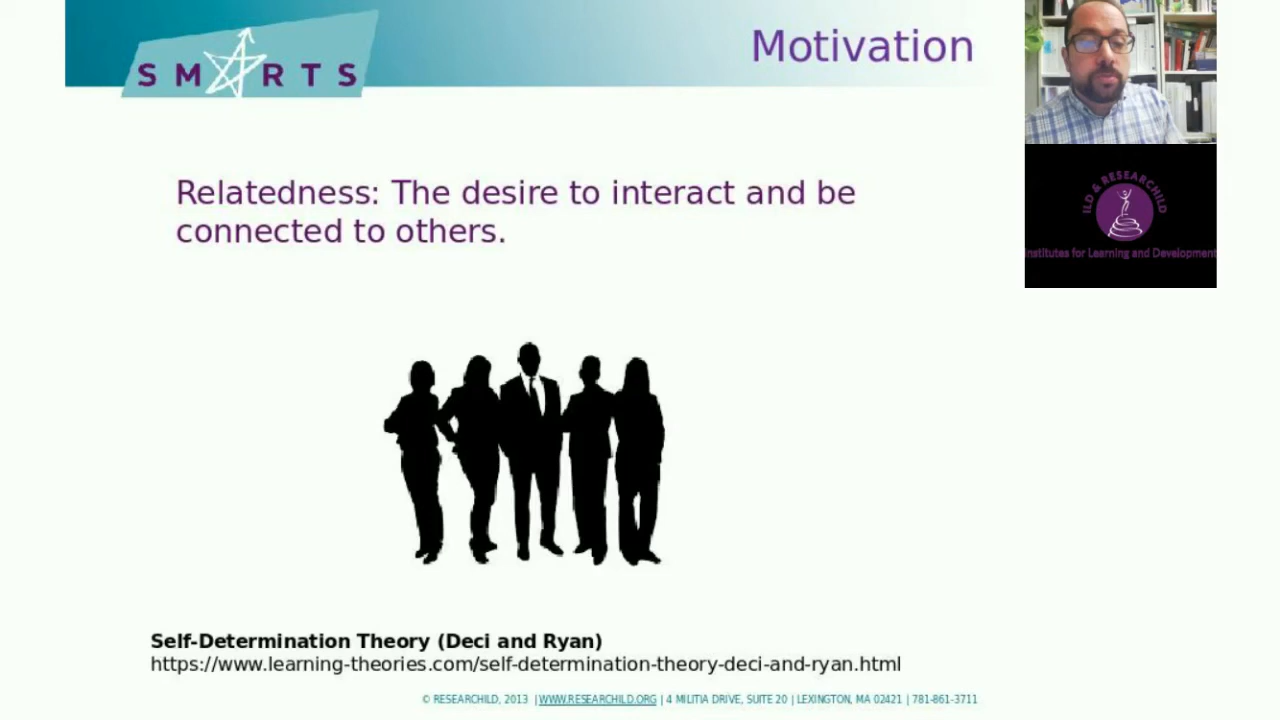 SMARTS
Motivation
Relatedness: The desire to interact and be
connected to others.
ILD & RESEARCHILD
Institutes for Learning and Development
Self-Determination Theory (Deci and Ryan)
https://www.learning-theories.com/self-determination-theory-deci-and-ryan.html
© RESEARCHILD, 2013 | WWW.RESEARCHILD.ORG | 4 MILITIA DRIVE, SUITE 20 | LEXINGTON, MA 02421 | 781-861-3711